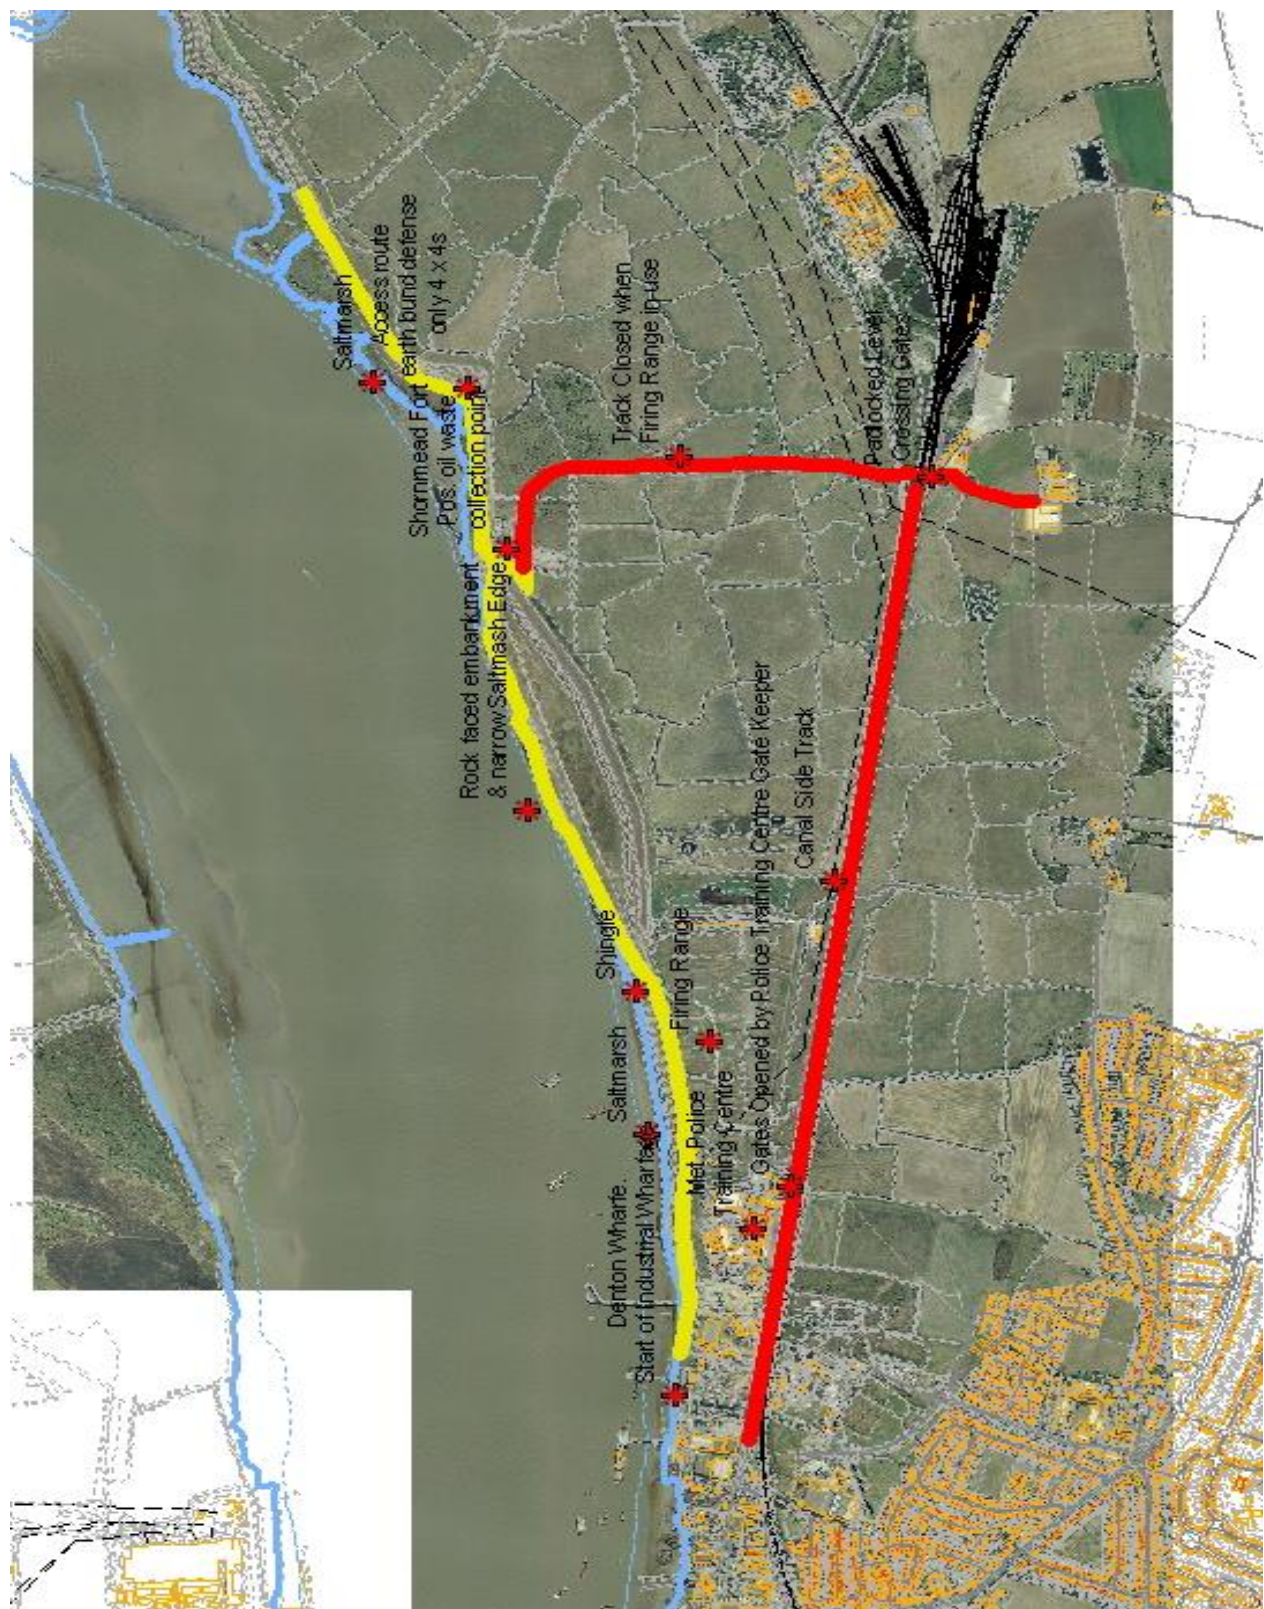 Saltmarsh
Access route
earth bund defense
only 4 x 4s
Shornmead Fort
Pos. oil waste
collection point
Track Closed when
Firing Range in-use
Padlocked Level
Crossing Gates
Rock faced embankment
& narrow Saltmash Edge
Gates Opened by Police Training Centre Gate Keeper
Canal Side Track
Shingle
Firing Range
Saltmarsh
Met. Police
Training Centre
Denton Wharfe.
Start of Industrial Wharfage